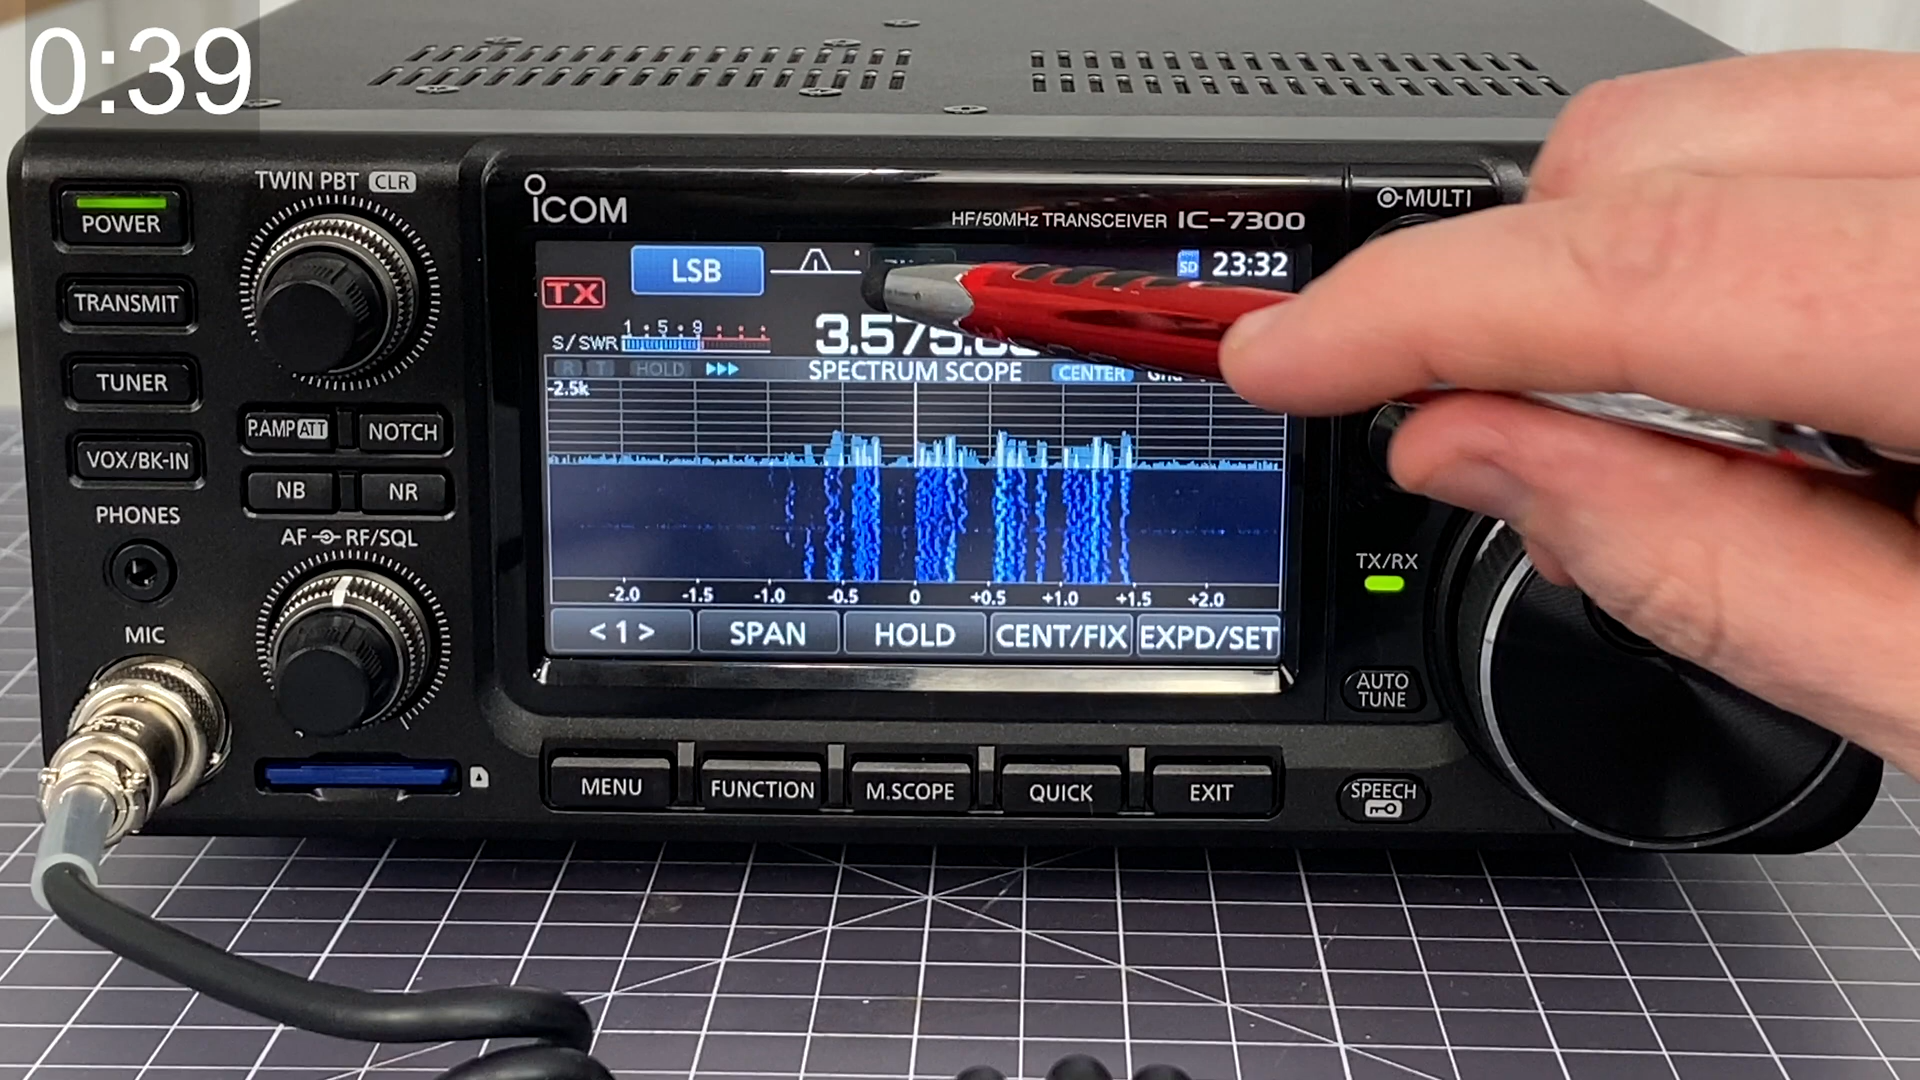 0:39
TWIN PBT CLR
POWER
TRANSMIT
TUNER
P.AMP ATT
NOTCH
VOX/BK-IN
NB
NR
PHONES
AF RF/SQL
MIC
ICOM
HF/50MHz TRANSCEIVER IC-7300
MULTI
LSB
SD
23:32
TX
1 • 5 • 9
S/SWR
3.575.
R T HOLD
SPECTRUM SCOPE
CENTER
-2.5k
-2.0 -1.5 -1.0 -0.5 0 +0.5 +1.0 +1.5 +2.0
<1>
SPAN
HOLD
CENT/FIX
EXPD/SET
TX/RX
AUTO
TUNE
MENU
FUNCTION
M.SCOPE
QUICK
EXIT
SPEECH